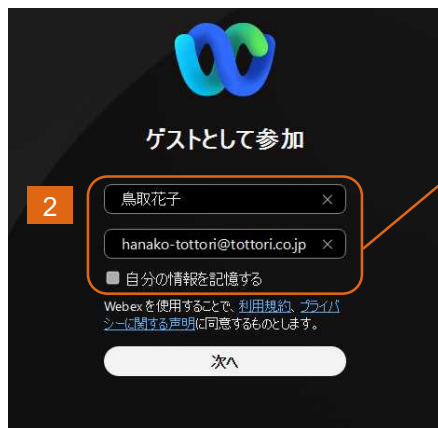 ゲストとして参加
2
鳥取花子
hanako-tottori@tottori.co.jp
自分の情報を記憶する
Webex を使用することで、利用規約、プライバ
シーに関する声明に同意するものとします。
次へ